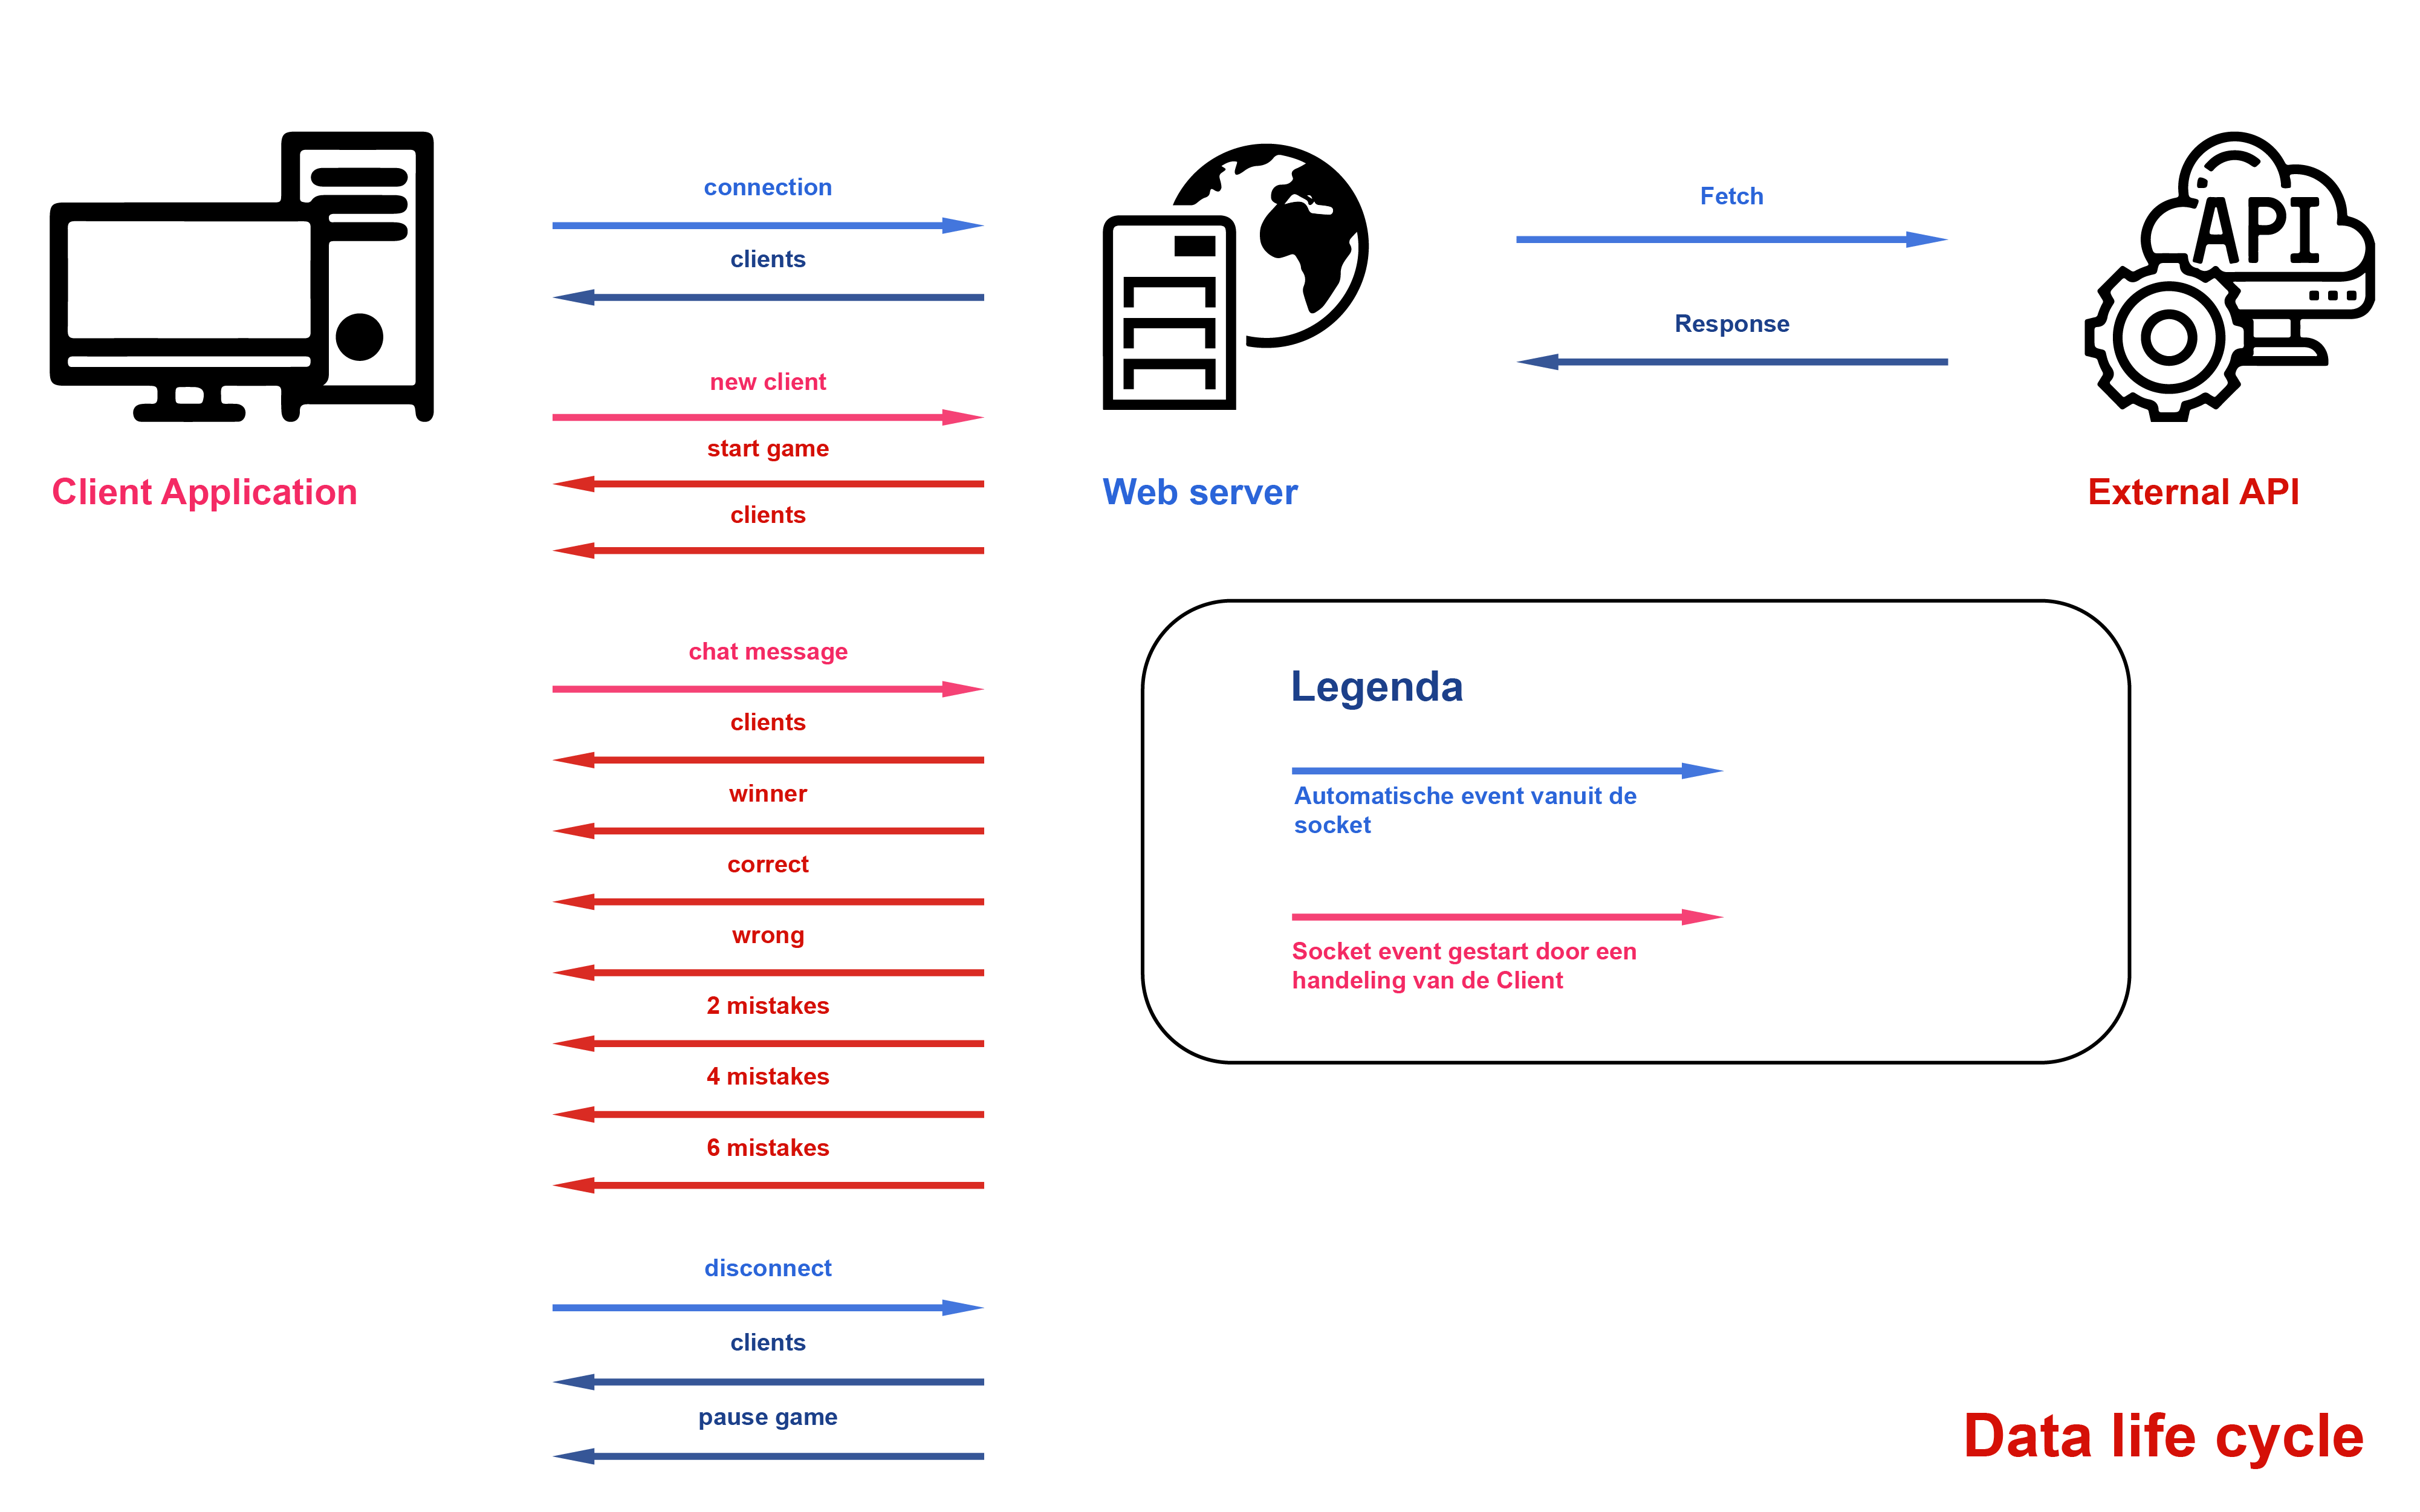 connection
clients
new client
start game
clients
chat message
clients
winner
correct
wrong
2 mistakes
4 mistakes
6 mistakes
disconnect
clients
pause game
Client Application
Web server
Fetch
Response
API
External API
Legenda
Automatische event vanuit de
socket
Socket event gestart door een
handeling van de Client
Data life cycle